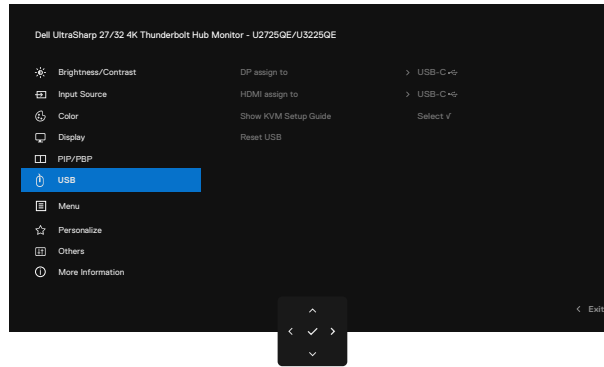 Dell UltraSharp 27/32 4K Thunderbolt Hub Monitor - U2725QE/U3225QE
Brightness/Contrast
DP assign to > USB-C
Input Source
HDMI assign to > USB-C
Color
Show KVM Setup Guide Select √
Display
Reset USB
PIP/PBP
USB
Menu
Personalize
Others
More Information
< Exit